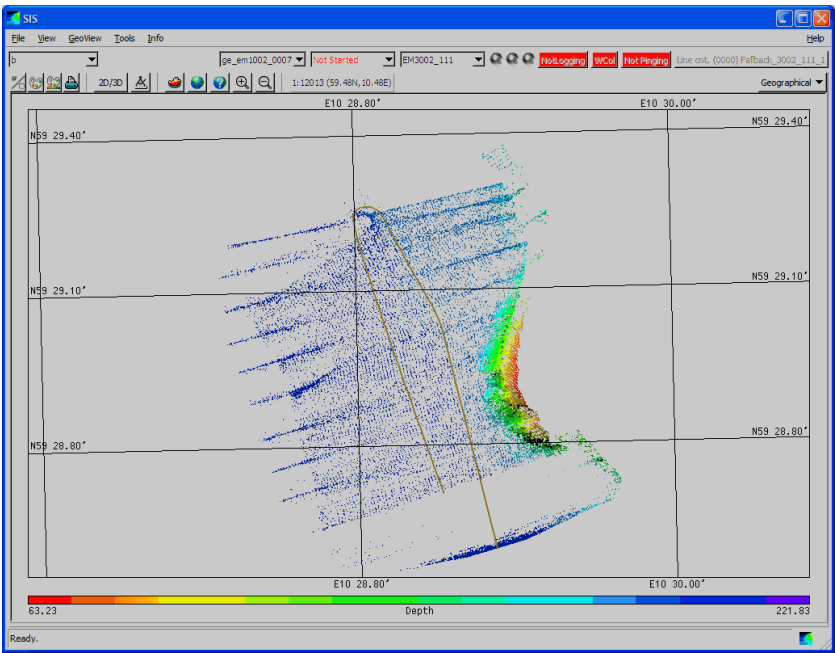 SIS
File View GeoView Tools Info Help
b ge_em1002_0007 Not Started EM3002_111 NotLogging WCol Not Pinging Line cnt. (0000) Fallback_3002_111_1
2D/3D 1:12013 (59.48N,10.48E) Geographical
E10 28.80' E10 30.00'
N59 29.40' N59 29.40'
N59 29.10' N59 29.10'
N59 28.80' N59 28.80'
E10 28.80' E10 30.00'
63.23 Depth 221.83
Ready.